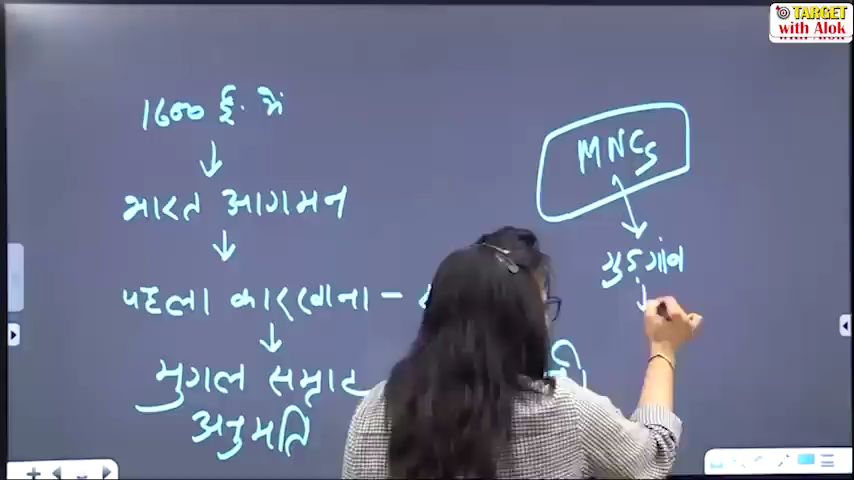 TARGET
with Alok
1600 ई. में
भारत आगमन
पहला कारखाना -
मुगल सम्राट
अनुमति
MNCs
गुड़गांव